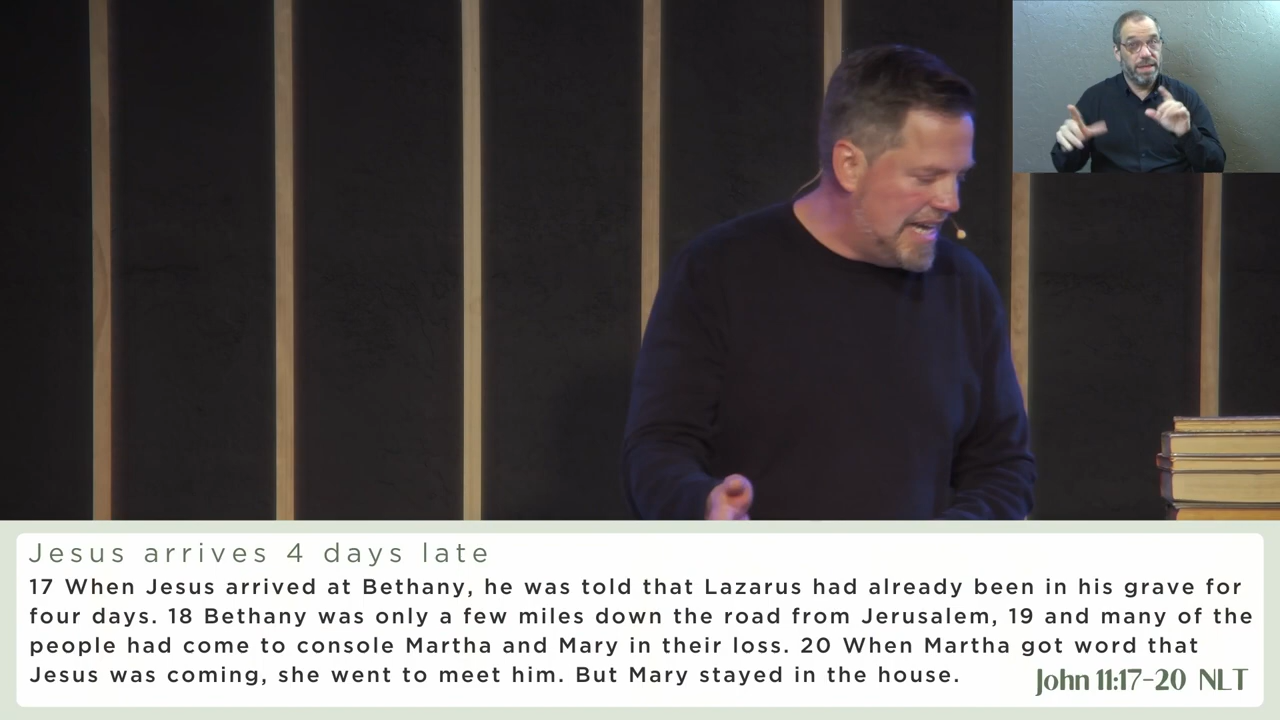 Jesus arrives 4 days late
17 When Jesus arrived at Bethany, he was told that Lazarus had already been in his grave for
four days. 18 Bethany was only a few miles down the road from Jerusalem, 19 and many of the
people had come to console Martha and Mary in their loss. 20 When Martha got word that
Jesus was coming, she went to meet him. But Mary stayed in the house.
John 11:17-20 NLT